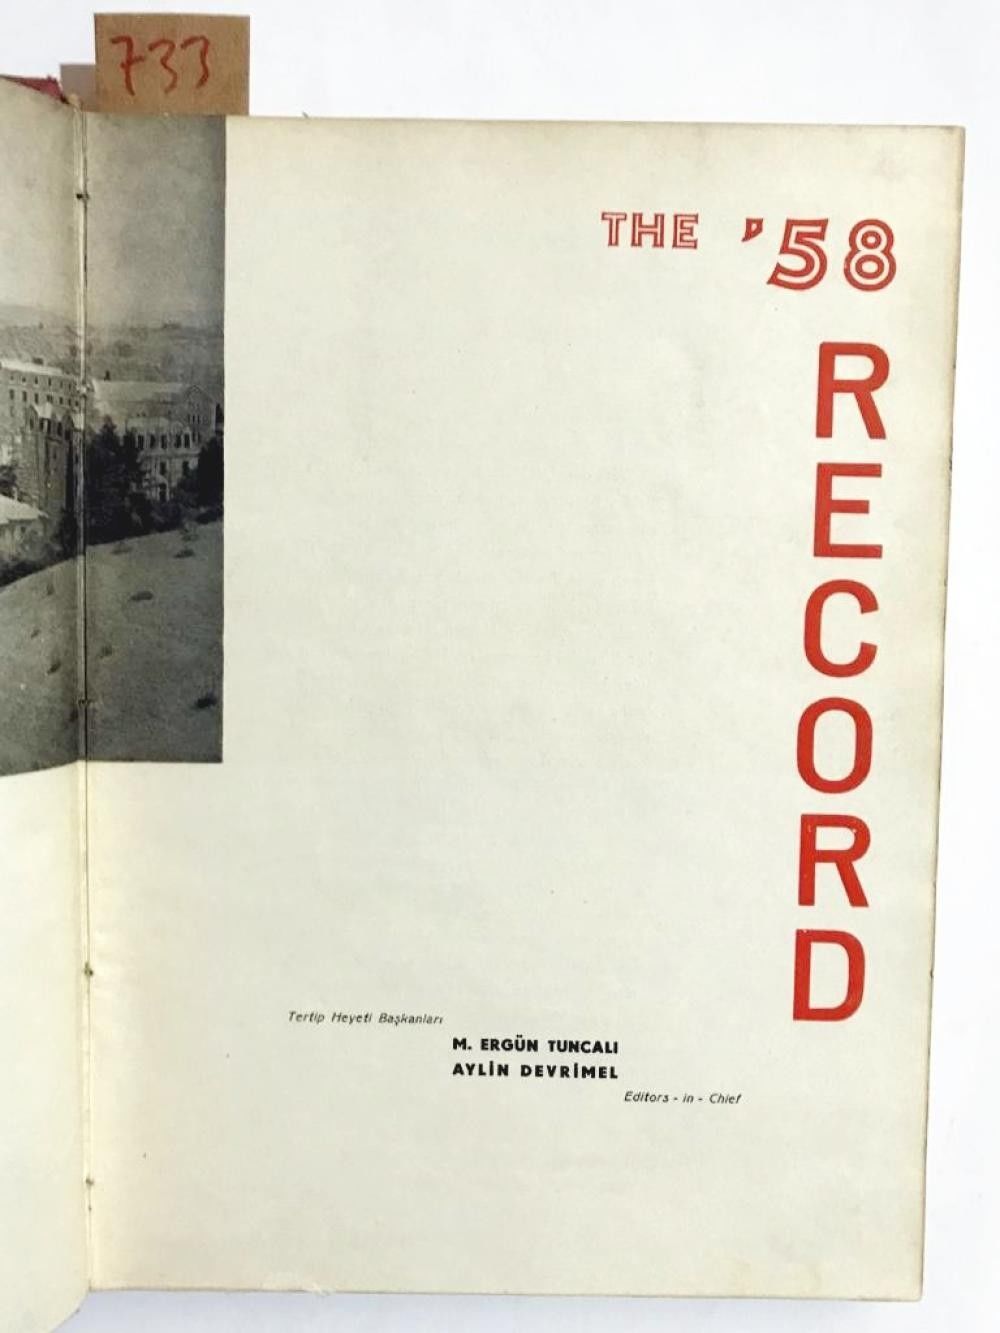 733
THE '58
RECORD
Tertip Heyeti Başkanları
M. ERGÜN TUNCALI
AYLİN DEVRİMEL
Editors - in - Chief